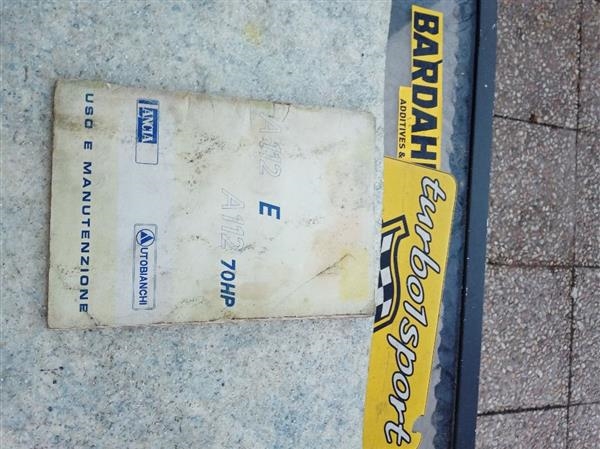 A112 E
A112 70HP
LANCIA
AUTOBIANCHI
USO E MANUTENZIONE
BARDAHL
ADDITIVES &
turbo1sport